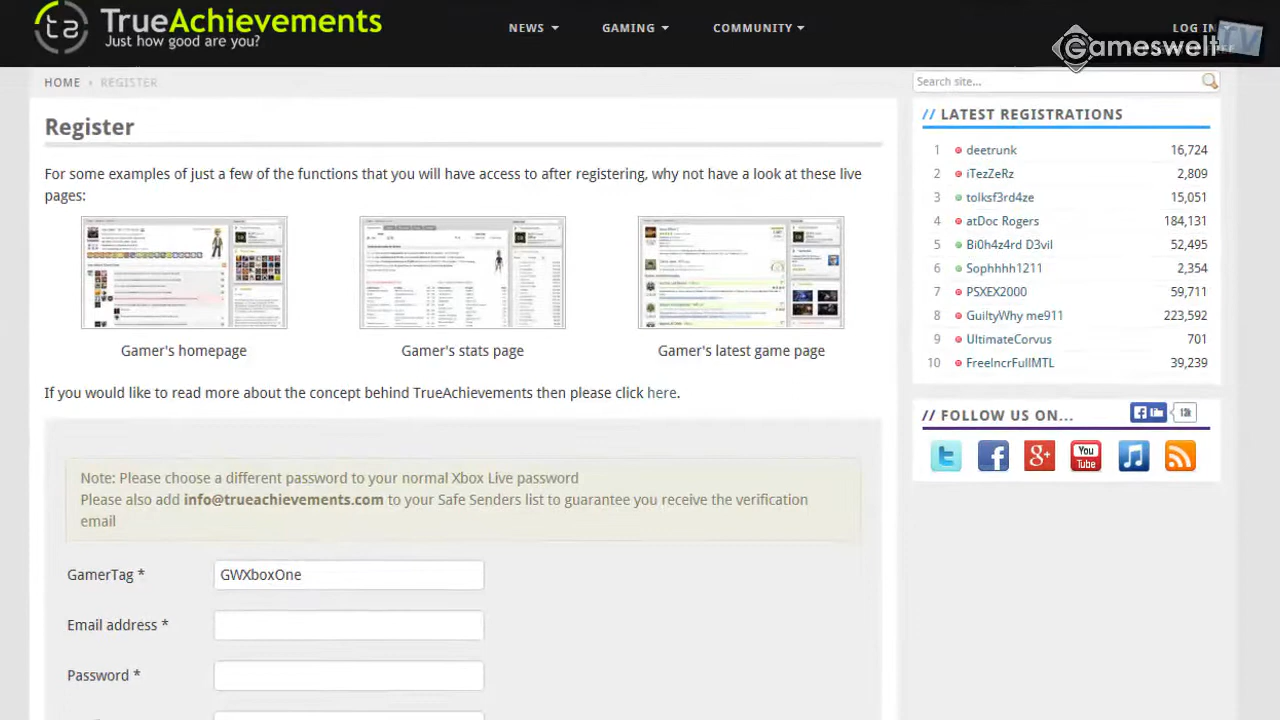 TrueAchievements
Just how good are you?
NEWS
GAMING
COMMUNITY
LOG IN
Gameswelt
TV
HOME
REGISTER
Search site...
Register
For some examples of just a few of the functions that you will have access to after registering, why not have a look at these live
pages:
Gamer's homepage
Gamer's stats page
Gamer's latest game page
If you would like to read more about the concept behind TrueAchievements then please click here.
Note: Please choose a different password to your normal Xbox Live password
Please also add info@trueachievements.com to your Safe Senders list to guarantee you receive the verification
email
GamerTag *
GWXboxOne
Email address *
Password *
// LATEST REGISTRATIONS
1 deetrunk 16,724
2 iTezZeRz 2,809
3 tolksf3rd4ze 15,051
4 atDoc Rogers 184,131
5 Bi0h4z4rd D3vil 52,495
6 Sophhhh1211 2,354
7 PSXEX2000 59,711
8 GuiltyWhy me911 223,592
9 UltimateCorvus 701
10 FreeIncrFullMTL 39,239
// FOLLOW US ON...
12k
You
Tube